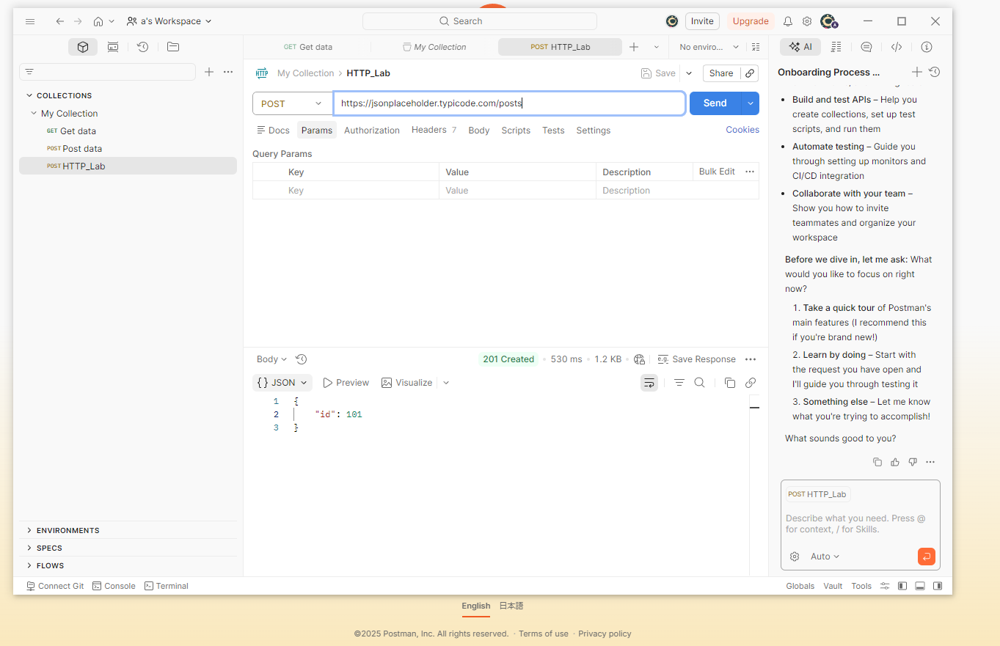 a's Workspace
Search
Invite
Upgrade
GET Get data
My Collection
POST HTTP_Lab
No enviro...
AI
COLLECTIONS
My Collection
GET Get data
POST Post data
POST HTTP_Lab
ENVIRONMENTS
SPECS
FLOWS
HTTP My Collection > HTTP_Lab
Save
Share
POST
https://jsonplaceholder.typicode.com/posts
Send
Docs Params Authorization Headers 7 Body Scripts Tests Settings
Cookies
Query Params
Key Value Description Bulk Edit
Key Value Description
Body
201 Created • 530 ms • 1.2 KB
e.g. Save Response
{} JSON
Preview
Visualize
1 {
2 "id": 101
3 }
Onboarding Process ...
• Build and test APIs – Help you
create collections, set up test
scripts, and run them
• Automate testing – Guide you
through setting up monitors and
CI/CD integration
• Collaborate with your team –
Show you how to invite
teammates and organize your
workspace
Before we dive in, let me ask: What
would you like to focus on right
now?
1. Take a quick tour of Postman's
main features (I recommend this
if you're brand new!)
2. Learn by doing – Start with
the request you have open and
I'll guide you through testing it
3. Something else – Let me know
what you're trying to accomplish!
What sounds good to you?
POST HTTP_Lab
Describe what you need. Press @
for context, / for Skills.
Auto
Connect Git
Console
Terminal
Globals
Vault
Tools
English 日本語
©2025 Postman, Inc. All rights reserved. · Terms of use · Privacy policy